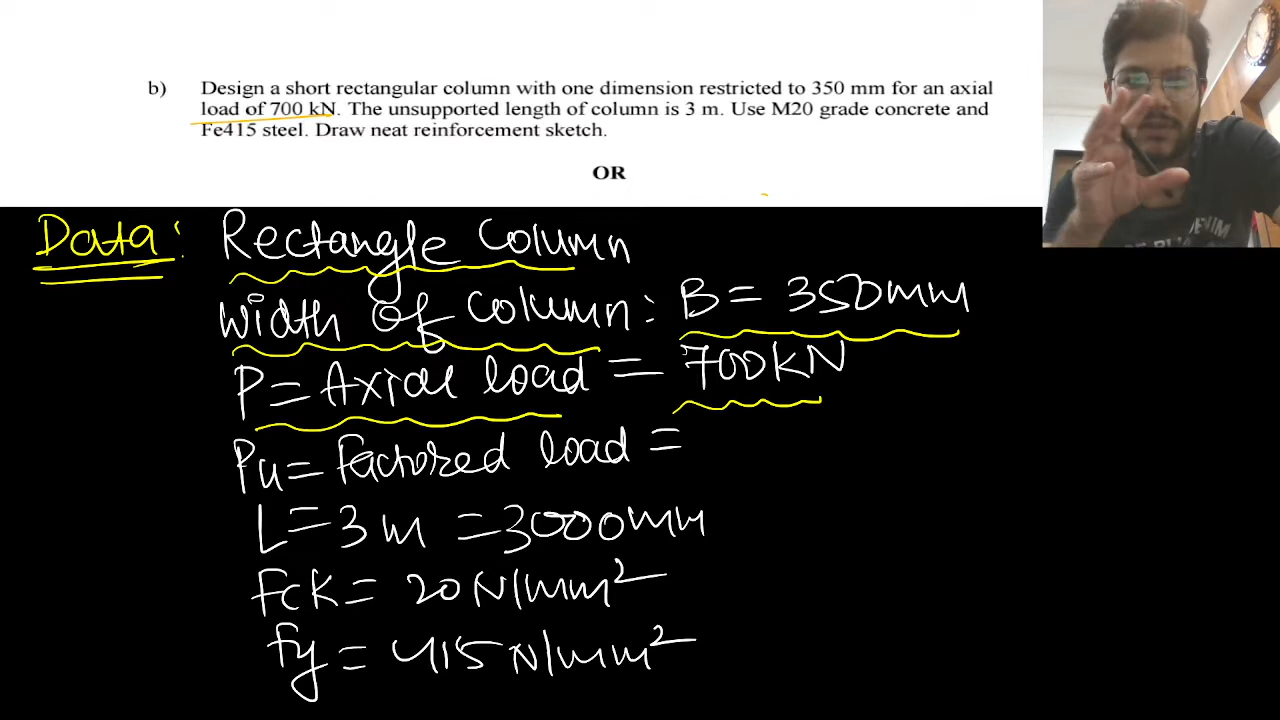 b) Design a short rectangular column with one dimension restricted to 350 mm for an axial
load of 700 kN. The unsupported length of column is 3 m. Use M20 grade concrete and
Fe415 steel. Draw neat reinforcement sketch.
OR
Data: Rectangle column
width of column: B = 350mm
P = Axial load = 700KN
Pu = Factored load =
L = 3 m = 3000mm
Fck = 20 N/mm²
fy = 415 N/mm²